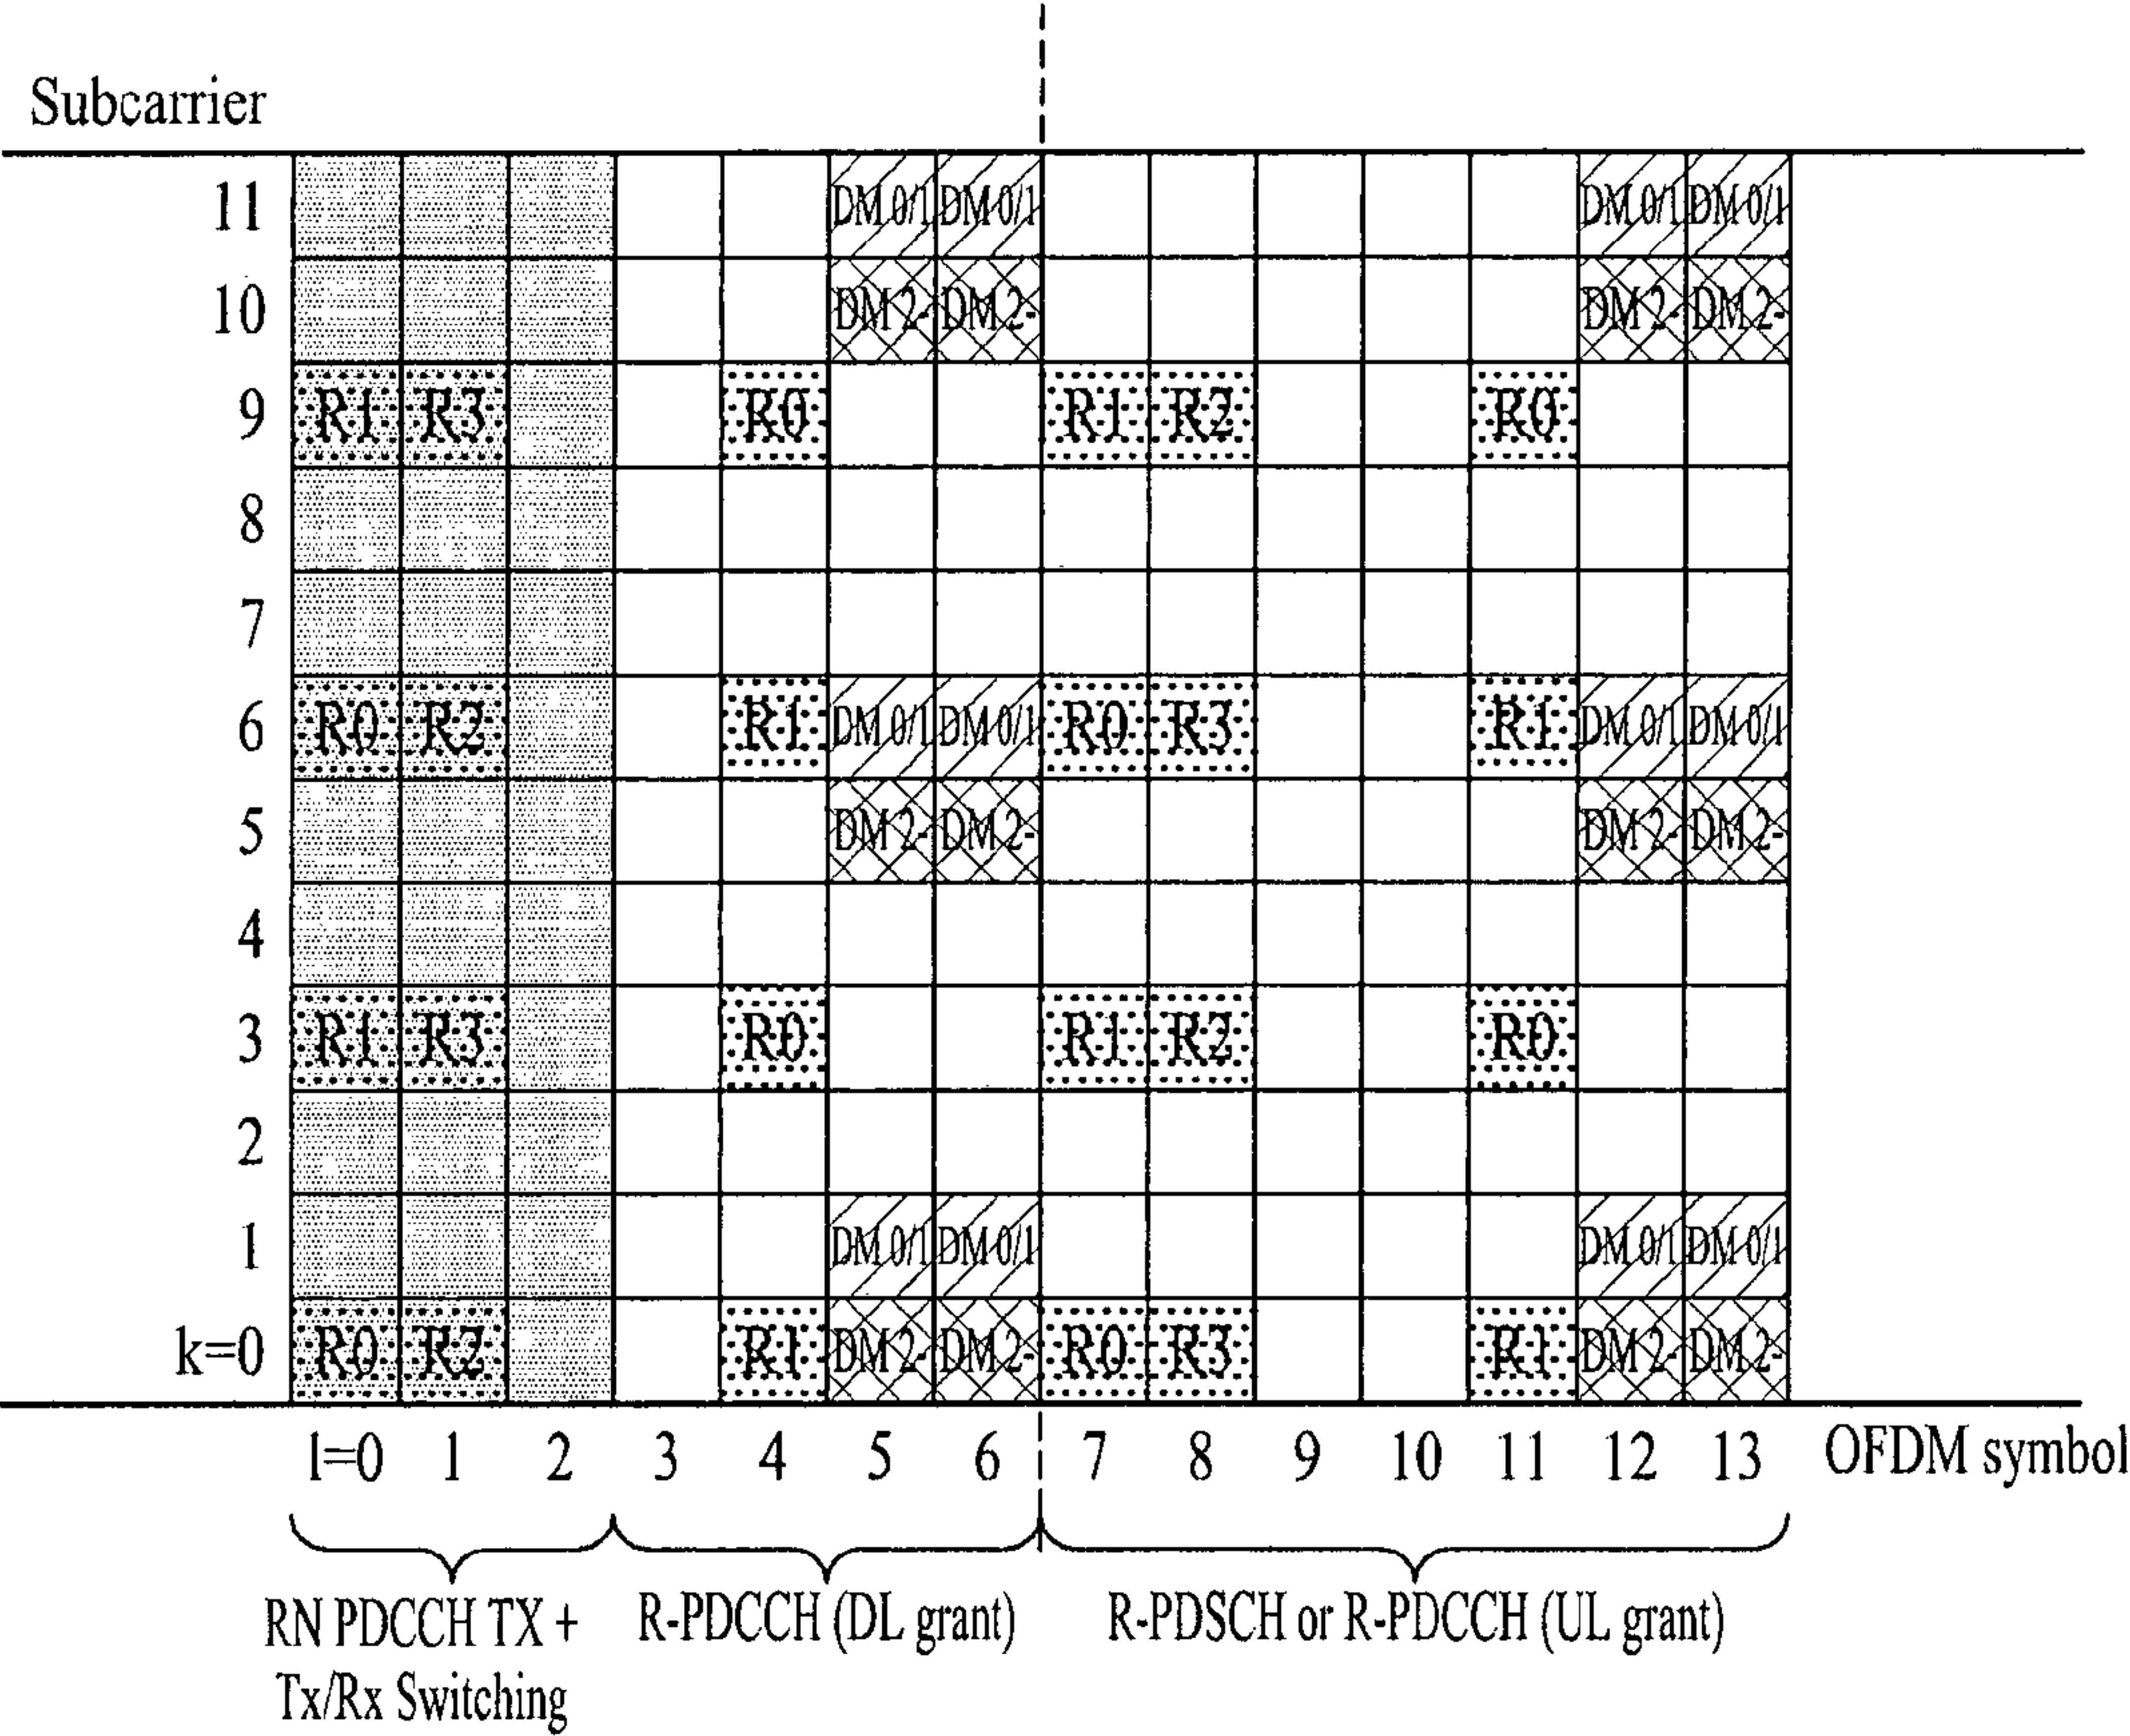 Subcarrier
11 DM 0/1 DM 0/1 DM 0/1 DM 0/1
10 DM 2- DM 2- DM 2- DM 2-
9 R1 R3 R0 R1 R2 R0
8
7
6 R0 R2 R1 DM 0/1 DM 0/1 R0 R3 R1 DM 0/1 DM 0/1
5 DM 2- DM 2- DM 2- DM 2-
4
3 R1 R3 R0 R1 R2 R0
2
1 DM 0/1 DM 0/1 DM 0/1 DM 0/1
k=0 R0 R2 R1 DM 2- DM 2- R0 R3 R1 DM 2- DM 2-
l=0 1 2 3 4 5 6 7 8 9 10 11 12 13 OFDM symbol
RN PDCCH TX + R-PDCCH (DL grant) R-PDSCH or R-PDCCH (UL grant)
Tx/Rx Switching